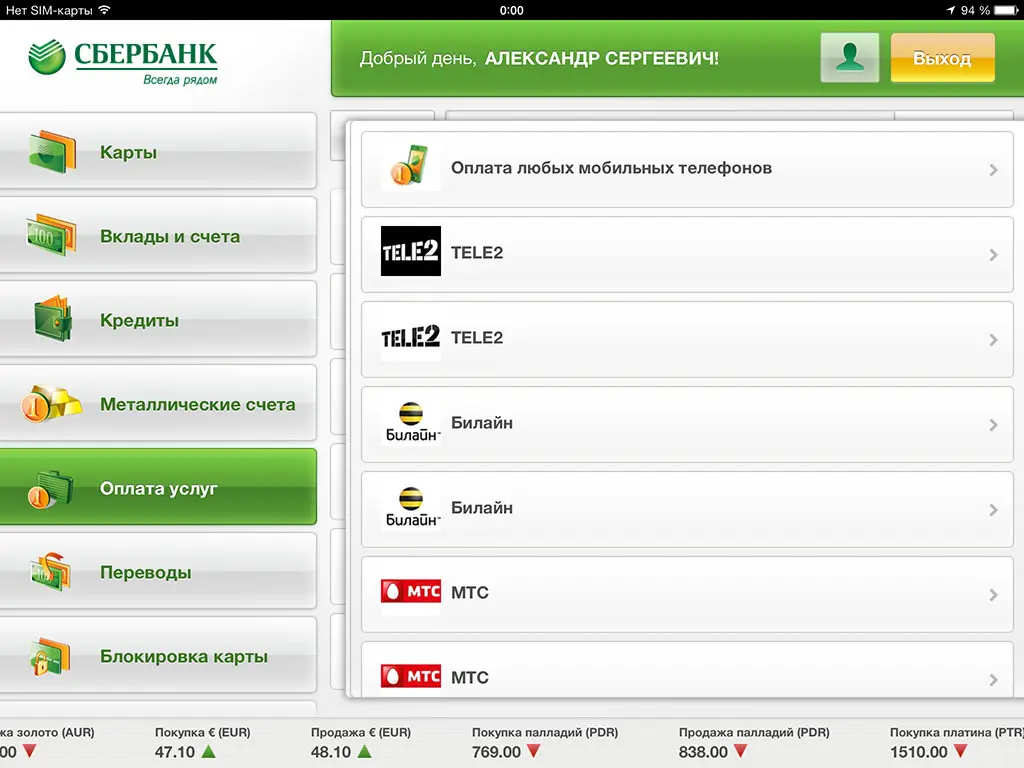 Нет SIM-карты
0:00
94 %
СБЕРБАНК
Всегда рядом
Добрый день, АЛЕКСАНДР СЕРГЕЕВИЧ!
Выход
Карты
Вклады и счета
100
Кредиты
Металлические счета
Оплата услуг
Переводы
Блокировка карты
Оплата любых мобильных телефонов
TELE2
TELE2
TELE2
TELE2
Билайн
Билайн
Билайн
Билайн
МТС
МТС
МТС
МТС
жа золото (AUR)
00
Покупка € (EUR)
47.10
Продажа € (EUR)
48.10
Покупка палладий (PDR)
769.00
Продажа палладий (PDR)
838.00
Покупка платина (PTR)
1510.00